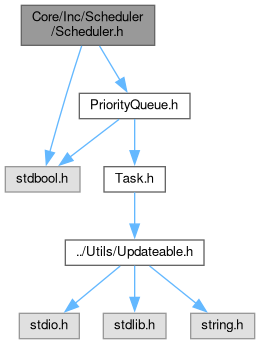 Core/Inc/Scheduler
/Scheduler.h
PriorityQueue.h
stdbool.h
Task.h
../Utils/Updateable.h
stdio.h
stdlib.h
string.h